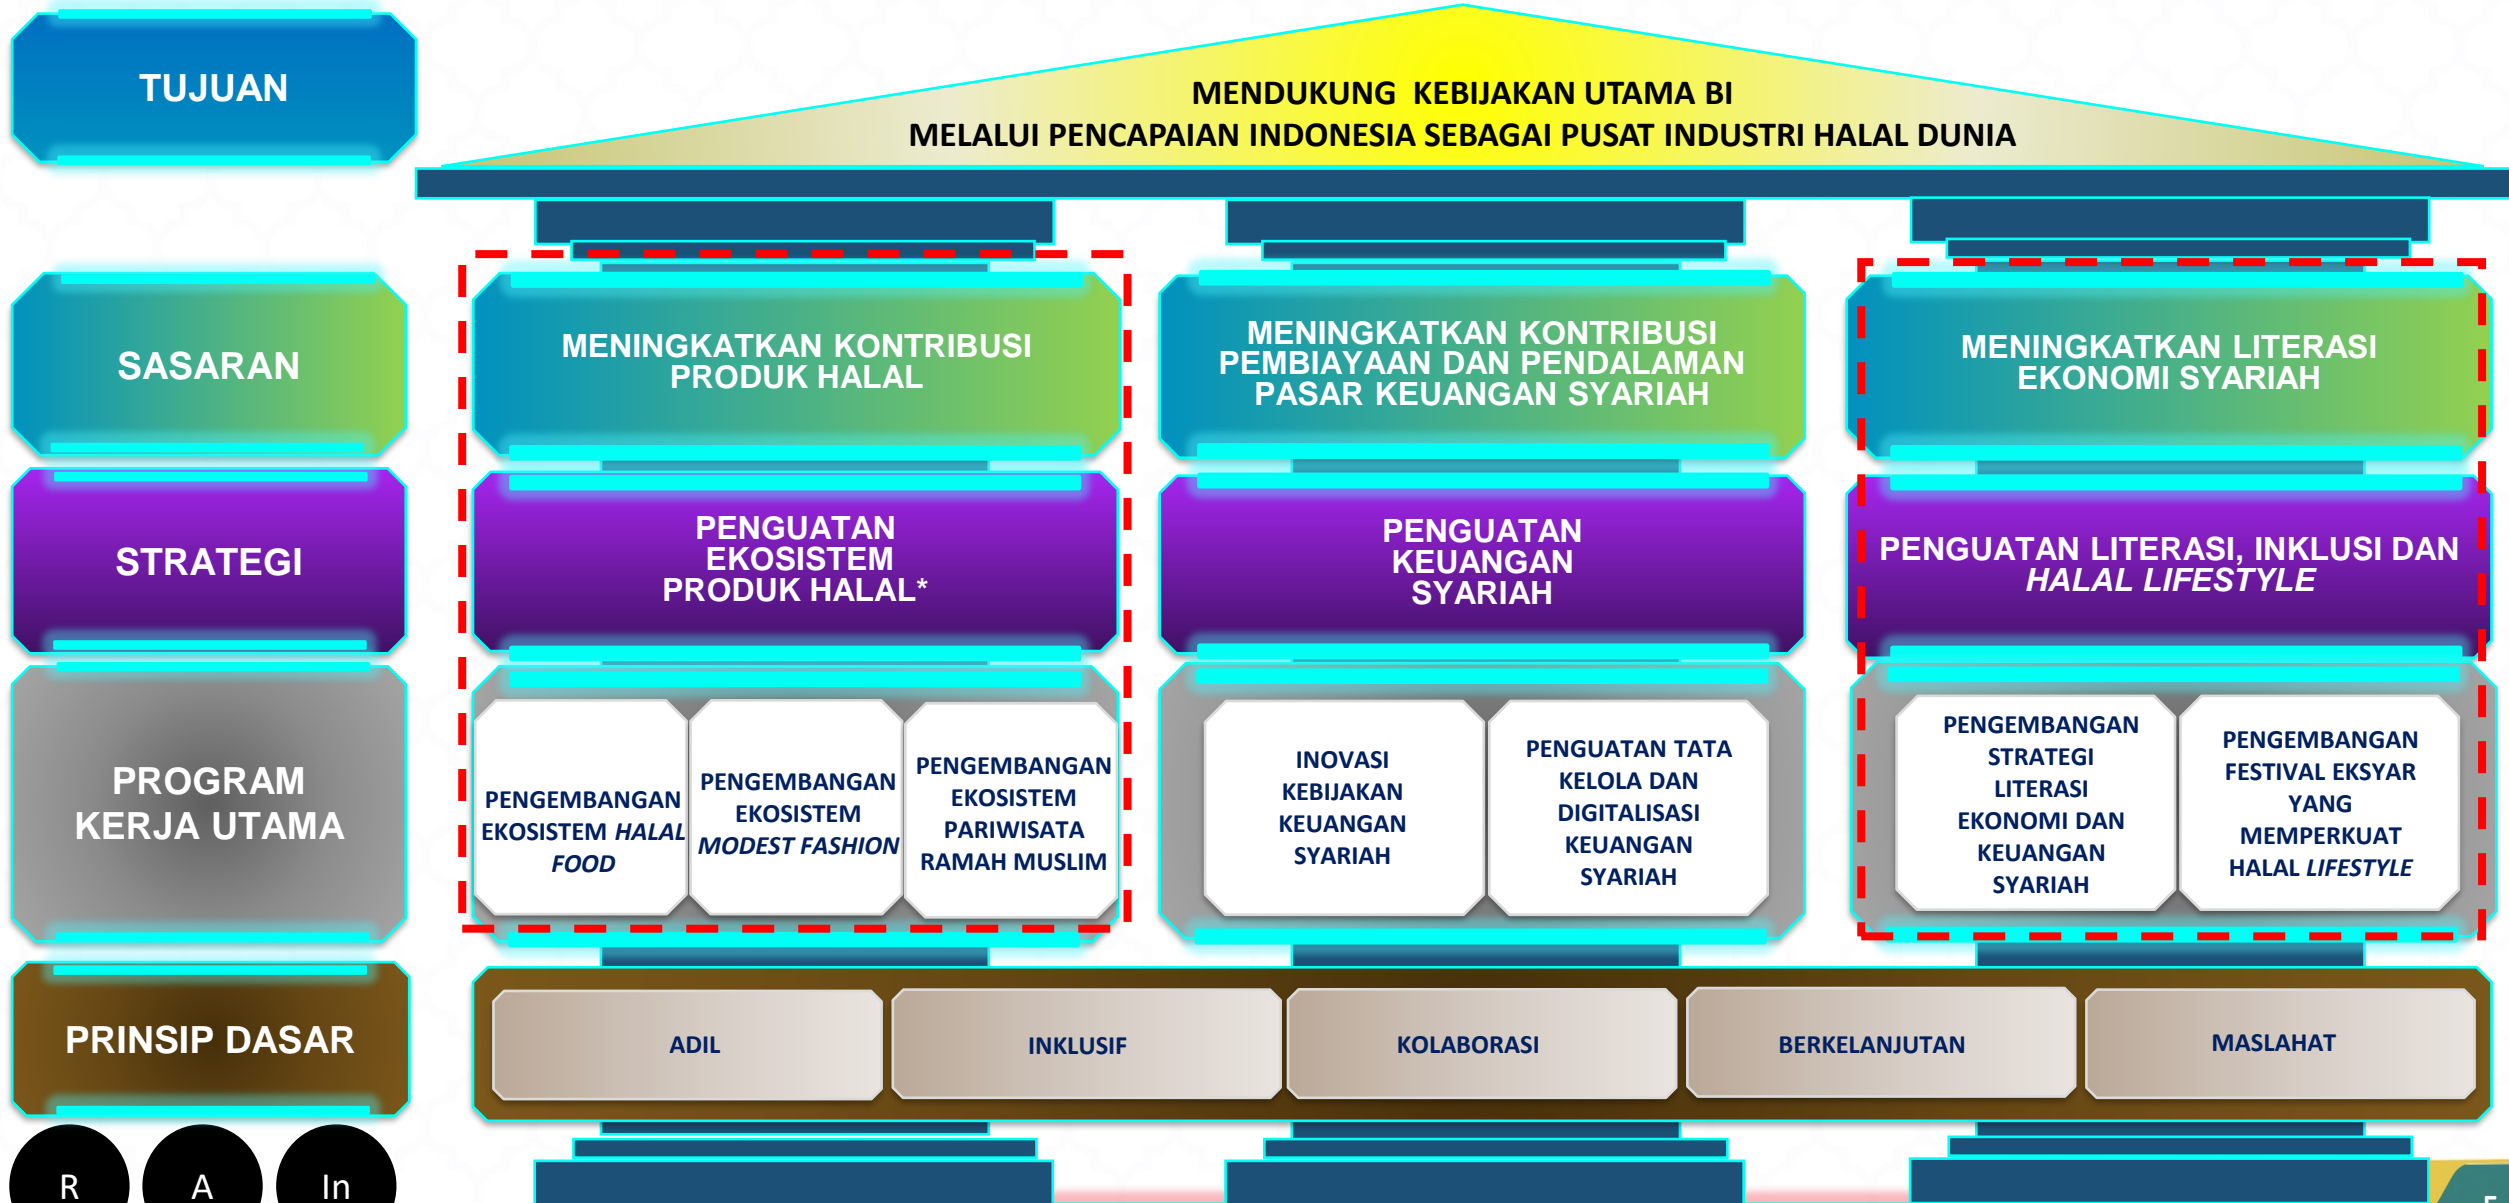 TUJUAN
MENDUKUNG KEBIJAKAN UTAMA BI
MELALUI PENCAPAIAN INDONESIA SEBAGAI PUSAT INDUSTRI HALAL DUNIA
SASARAN
MENINGKATKAN KONTRIBUSI
PRODUK HALAL
MENINGKATKAN KONTRIBUSI
PEMBIAYAAN DAN PENDALAMAN
PASAR KEUANGAN SYARIAH
MENINGKATKAN LITERASI
EKONOMI SYARIAH
STRATEGI
PENGUATAN
EKOSISTEM
PRODUK HALAL*
PENGUATAN
KEUANGAN
SYARIAH
PENGUATAN LITERASI, INKLUSI DAN
HALAL LIFESTYLE
PROGRAM
KERJA UTAMA
PENGEMBANGAN
EKOSISTEM HALAL
FOOD
PENGEMBANGAN
EKOSISTEM
MODEST FASHION
PENGEMBANGAN
EKOSISTEM
PARIWISATA
RAMAH MUSLIM
INOVASI
KEBIJAKAN
KEUANGAN
SYARIAH
PENGUATAN TATA
KELOLA DAN
DIGITALISASI
KEUANGAN
SYARIAH
PENGEMBANGAN
STRATEGI
LITERASI
EKONOMI DAN
KEUANGAN
SYARIAH
PENGEMBANGAN
FESTIVAL EKSYAR
YANG
MEMPERKUAT
HALAL LIFESTYLE
PRINSIP DASAR
ADIL
INKLUSIF
KOLABORASI
BERKELANJUTAN
MASLAHAT
R
A
In